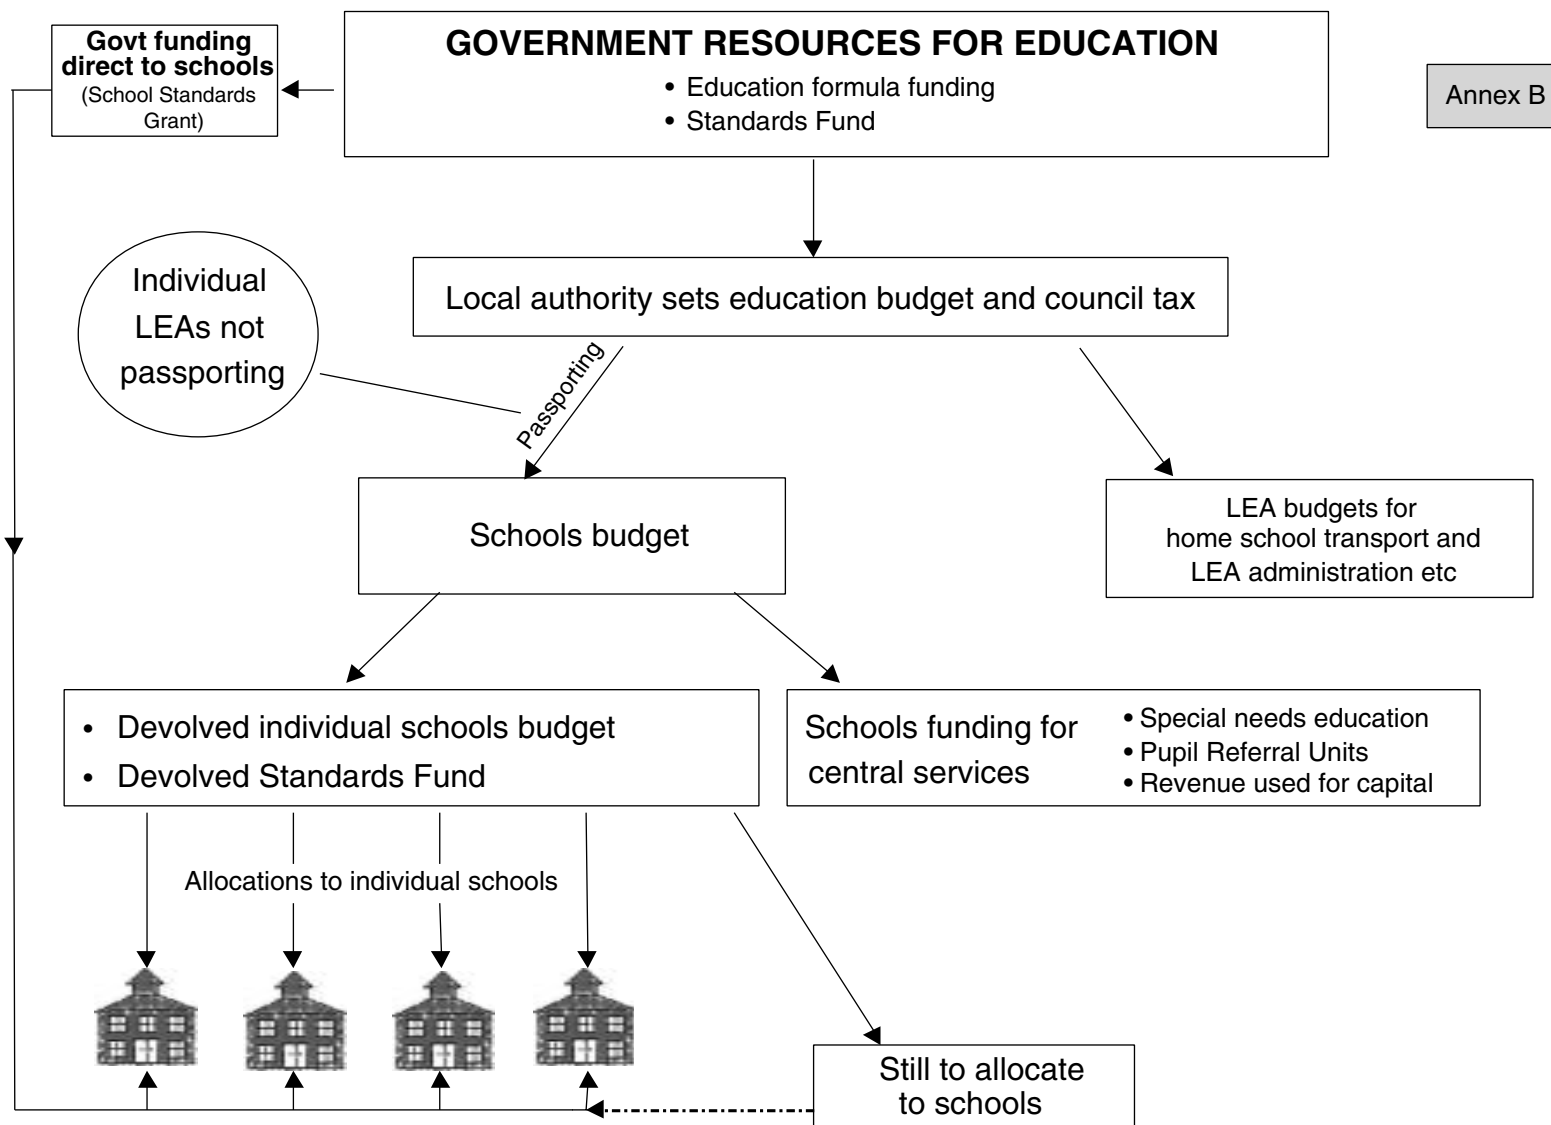 Govt funding
direct to schools
(School Standards
Grant)
GOVERNMENT RESOURCES FOR EDUCATION
• Education formula funding
• Standards Fund
Annex B
Individual
LEAs not
passporting
Local authority sets education budget and council tax
Passporting
Schools budget
LEA budgets for
home school transport and
LEA administration etc
• Devolved individual schools budget
• Devolved Standards Fund
Schools funding for
central services
• Special needs education
• Pupil Referral Units
• Revenue used for capital
Allocations to individual schools
Still to allocate
to schools